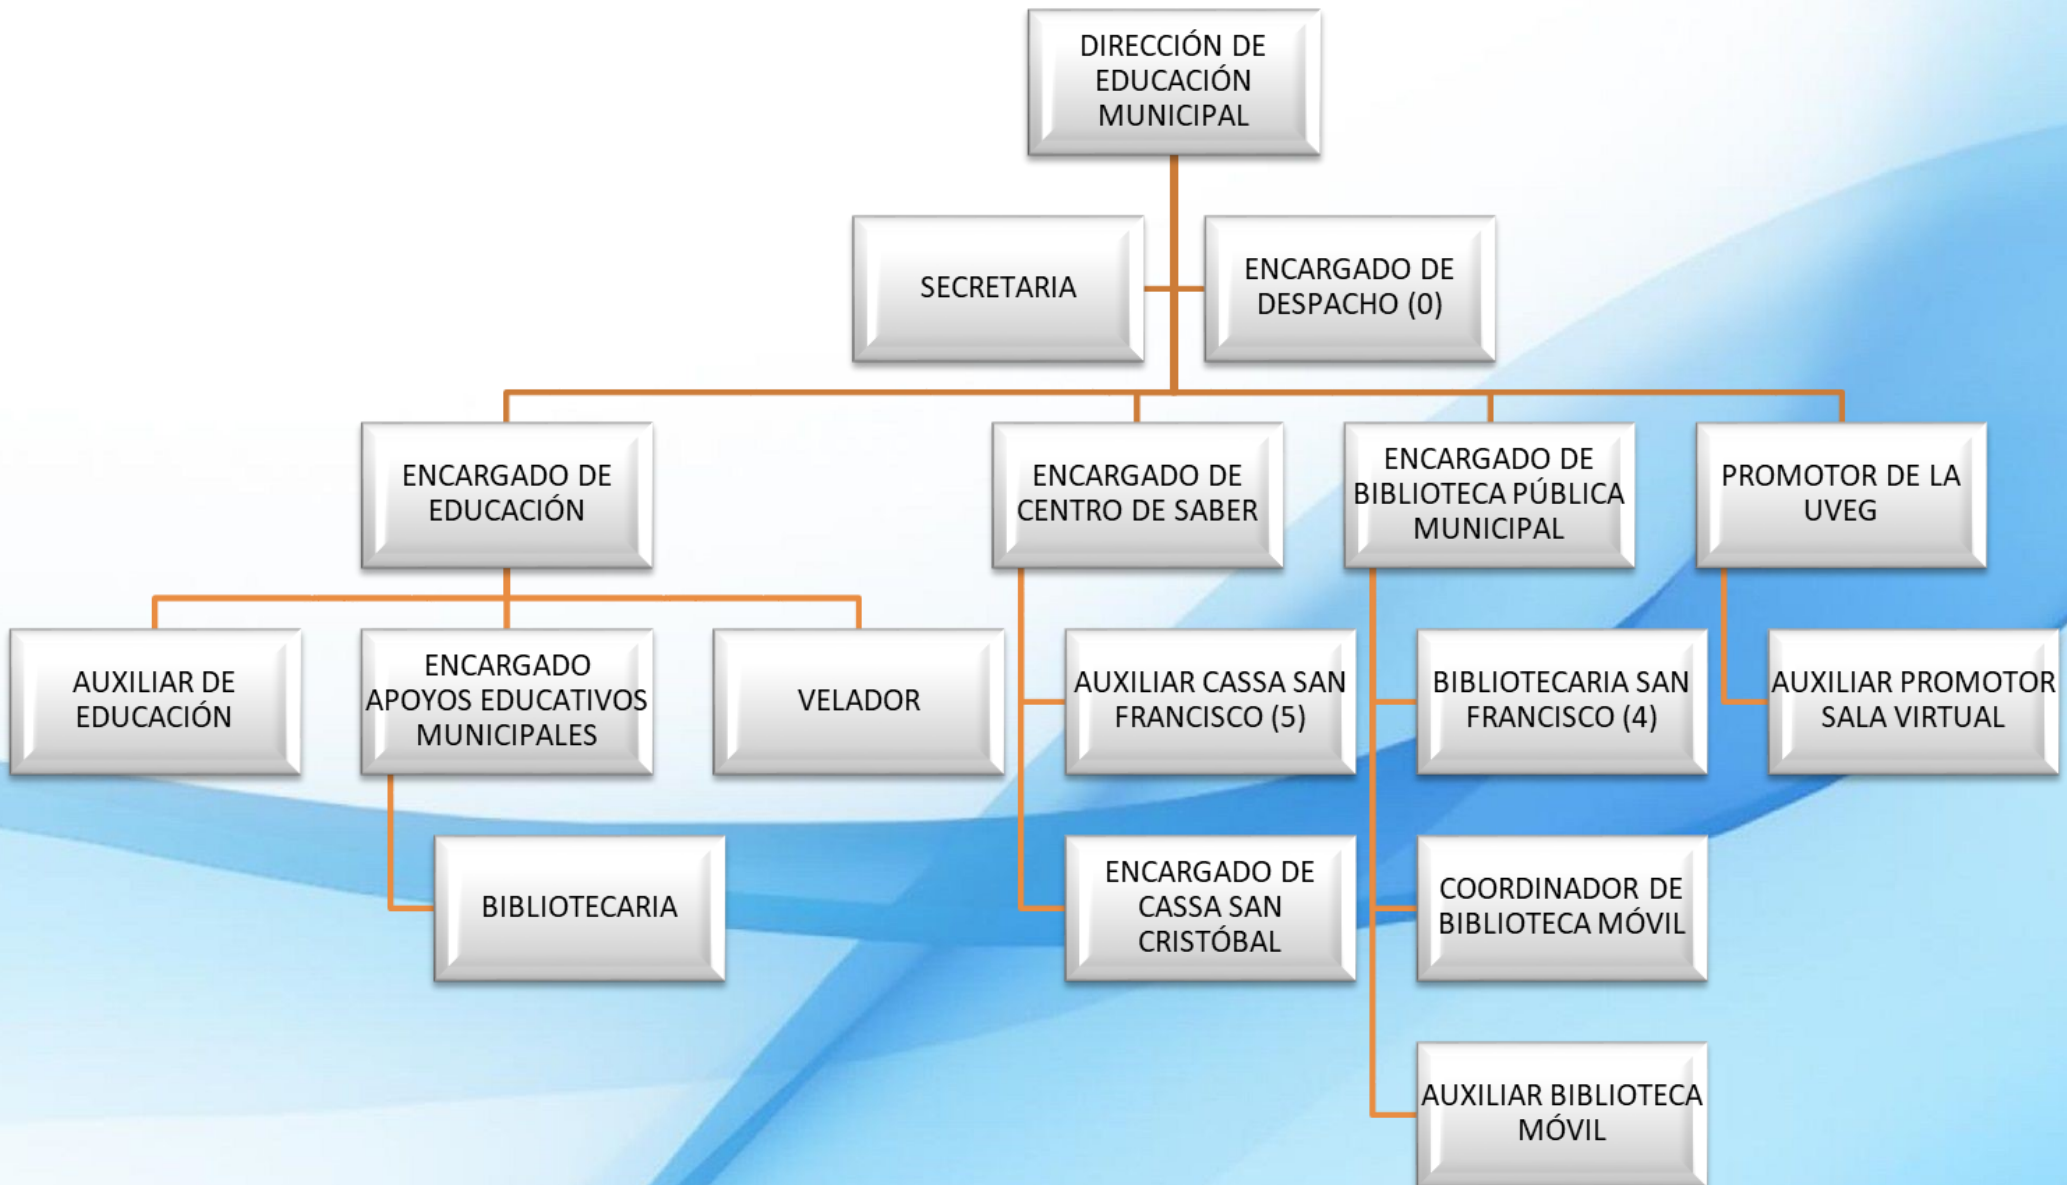 DIRECCIÓN DE
EDUCACIÓN
MUNICIPAL
SECRETARIA
ENCARGADO DE
DESPACHO (0)
ENCARGADO DE
EDUCACIÓN
ENCARGADO DE
CENTRO DE SABER
ENCARGADO DE
BIBLIOTECA PÚBLICA
MUNICIPAL
PROMOTOR DE LA
UVEG
AUXILIAR DE
EDUCACIÓN
ENCARGADO
APOYOS EDUCATIVOS
MUNICIPALES
VELADOR
AUXILIAR CASSA SAN
FRANCISCO (5)
BIBLIOTECARIA SAN
FRANCISCO (4)
AUXILIAR PROMOTOR
SALA VIRTUAL
BIBLIOTECARIA
ENCARGADO DE
CASSA SAN
CRISTÓBAL
COORDINADOR DE
BIBLIOTECA MÓVIL
AUXILIAR BIBLIOTECA
MÓVIL